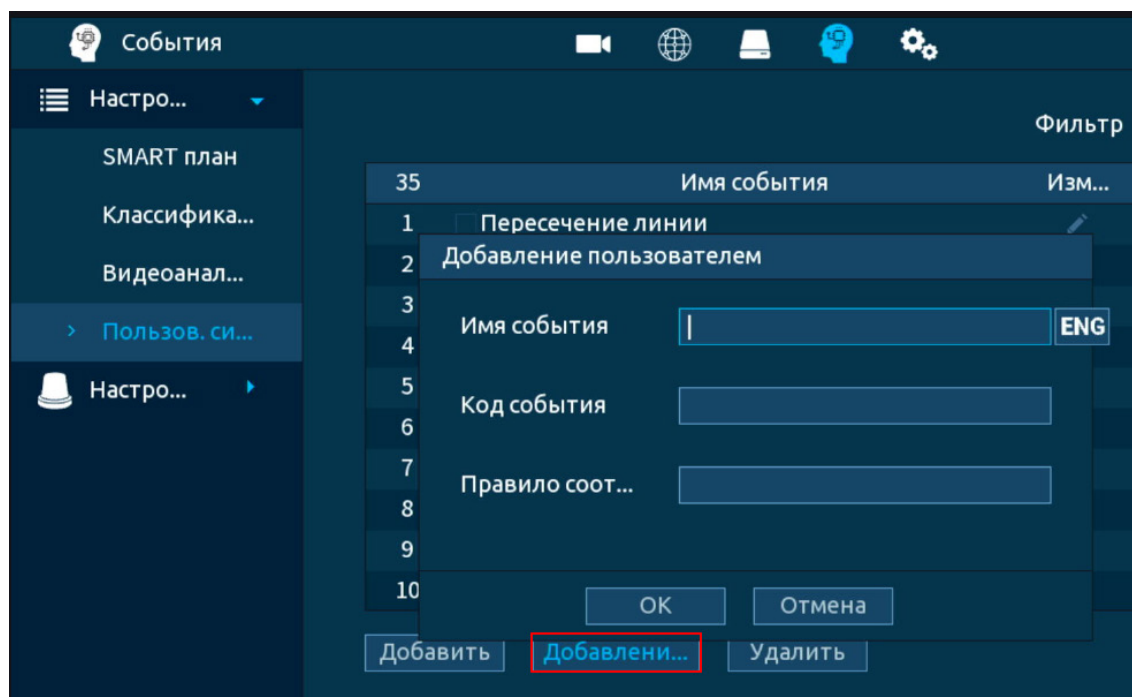 События
Настро...
SMART план
Классифика...
Видеоанал...
> Пользов. си...
Настро...
Фильтр
35 Имя события Изм...
1 Пересечение линии
2
3
4
5
6
7
8
9
10
Добавление пользователем
Имя события ENG
Код события
Правило соот...
OK Отмена
Добавить Добавлени... Удалить